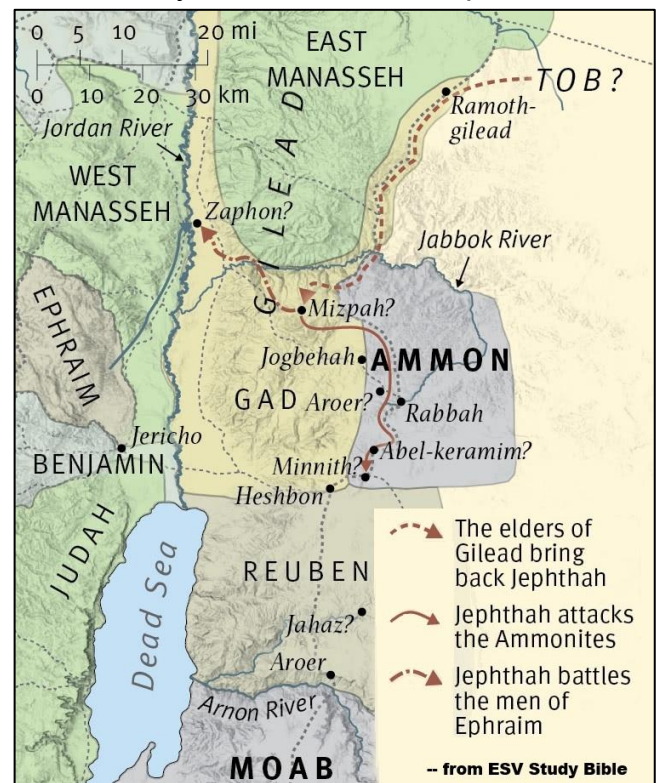 0 5 10 20 mi
0 10 20 30 km
EAST
MANASSEH
TOB?
Ramoth-
gilead
Jordan River
WEST
MANASSEH
Zaphon?
GILEAD
Jabbok River
EPHRAIM
Mizpah?
Jogbehah
AMMON
GAD
Aroer?
Rabbah
Jericho
BENJAMIN
Abel-keramim?
Minnith?
Heshbon
JUDAH
Dead Sea
REUBEN
Jahaz?
Aroer
Arnon River
MOAB
The elders of
Gilead bring
back Jephthah
Jephthah attacks
the Ammonites
Jephthah battles
the men of
Ephraim
-- from ESV Study Bible